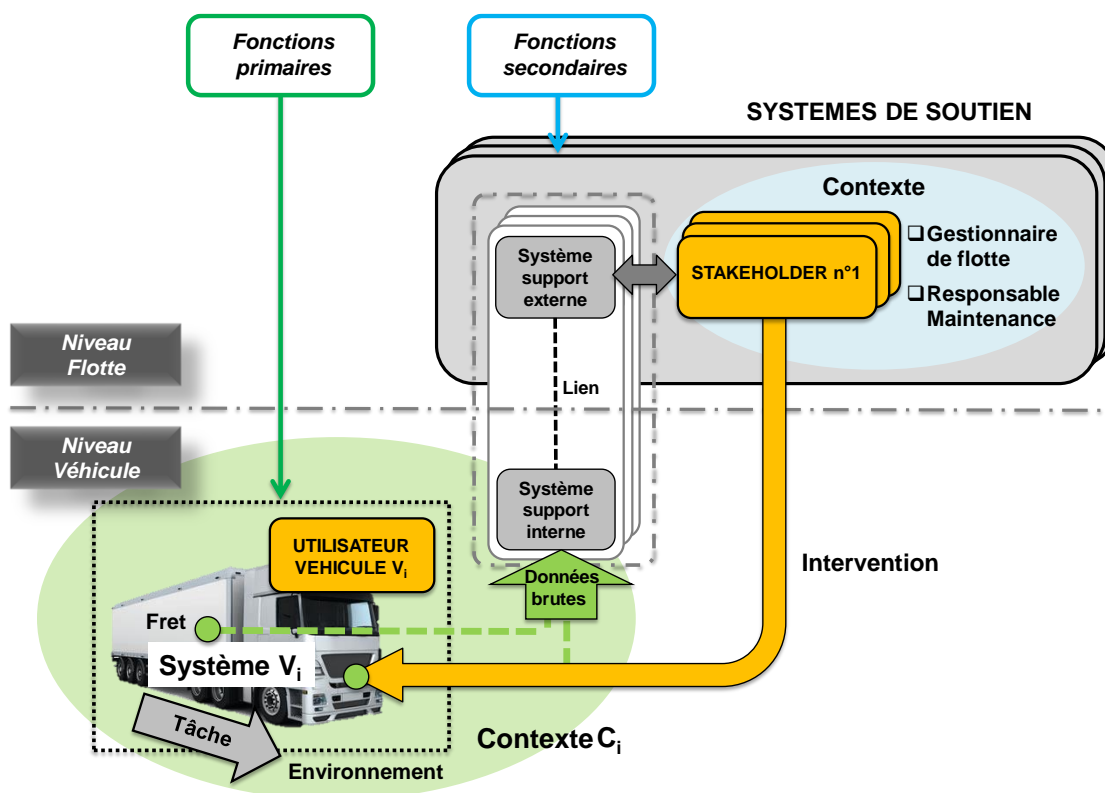 Fonctions
primaires
Fonctions
secondaires
SYSTEMES DE SOUTIEN
Contexte
Système
support
externe
STAKEHOLDER n°1
❑Gestionnaire
de flotte
❑Responsable
Maintenance
Niveau
Flotte
Lien
Niveau
Véhicule
Système
support
interne
UTILISATEUR
VEHICULE Vi
Intervention
Données
brutes
Fret
Système Vi
Tâche
Contexte Ci
Environnement